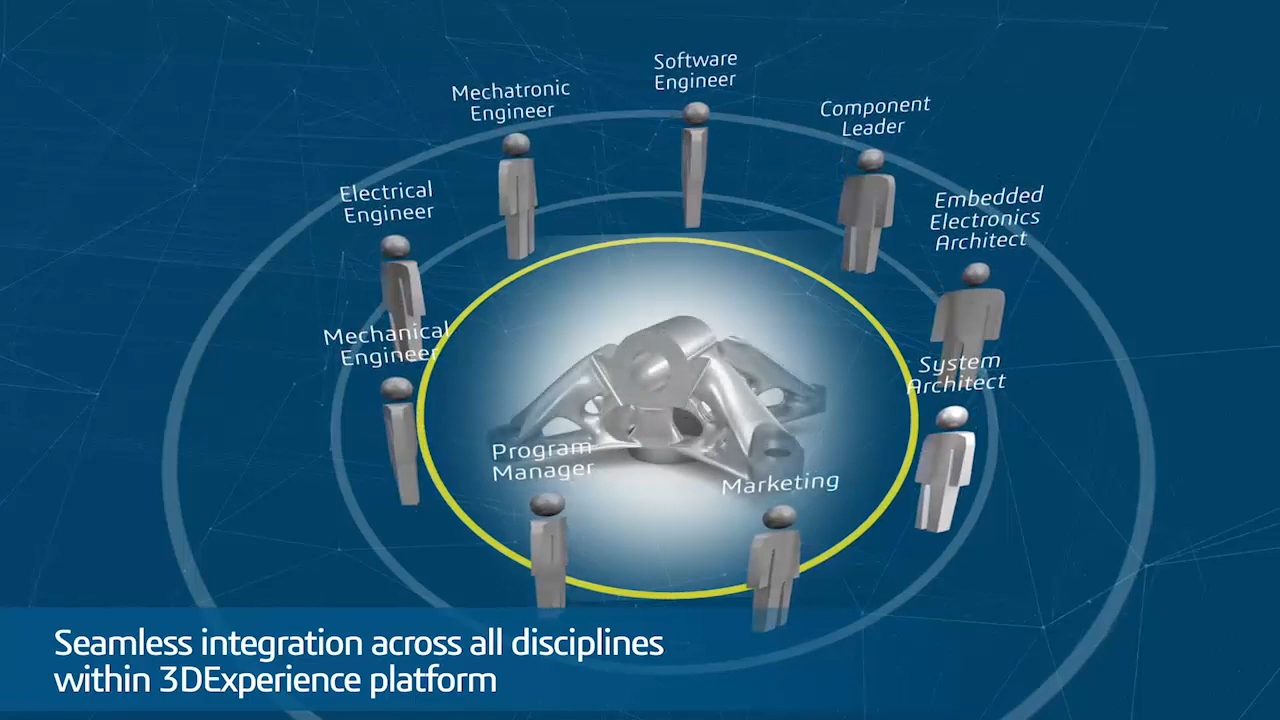 Software
Engineer
Mechatronic
Engineer
Component
Leader
Electrical
Engineer
Embedded
Electronics
Architect
Mechanical
Engineer
System
Architect
Program
Manager
Marketing
Seamless integration across all disciplines
within 3DExperience platform